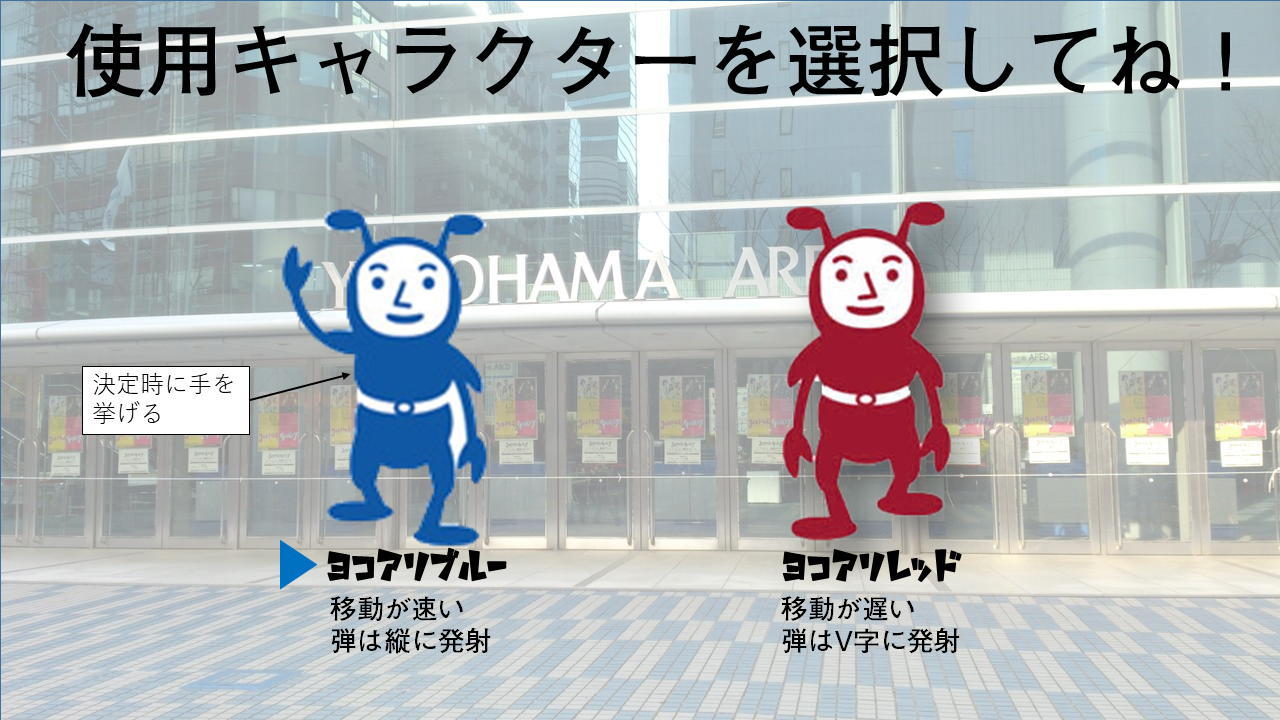 使用キャラクターを選択してね！
YOKOHAMA ARE
決定時に手を
挙げる
ヨコアリブルー
移動が速い
弾は縦に発射
ヨコアリレッド
移動が遅い
弾はV字に発射